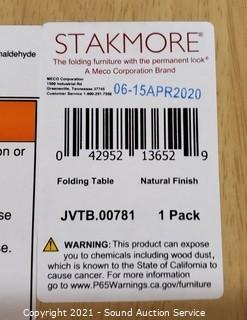 STAKMORE®
The folding furniture with the permanent look®
A Meco Corporation Brand
MECO Corporation
1500 Industrial Rd
Greeneville, Tennessee 37745
Customer Service 1-800-251-7558
06-15APR2020
0 42952 13652 9
Folding Table Natural Finish
JVTB.00781 1 Pack
WARNING: This product can expose
you to chemicals including wood dust,
which is known to the State of California to
cause cancer. For more information
go to www.P65Warnings.ca.gov/furniture
naldehyde
on or
se
se.
Copyright 2021 - Sound Auction Service